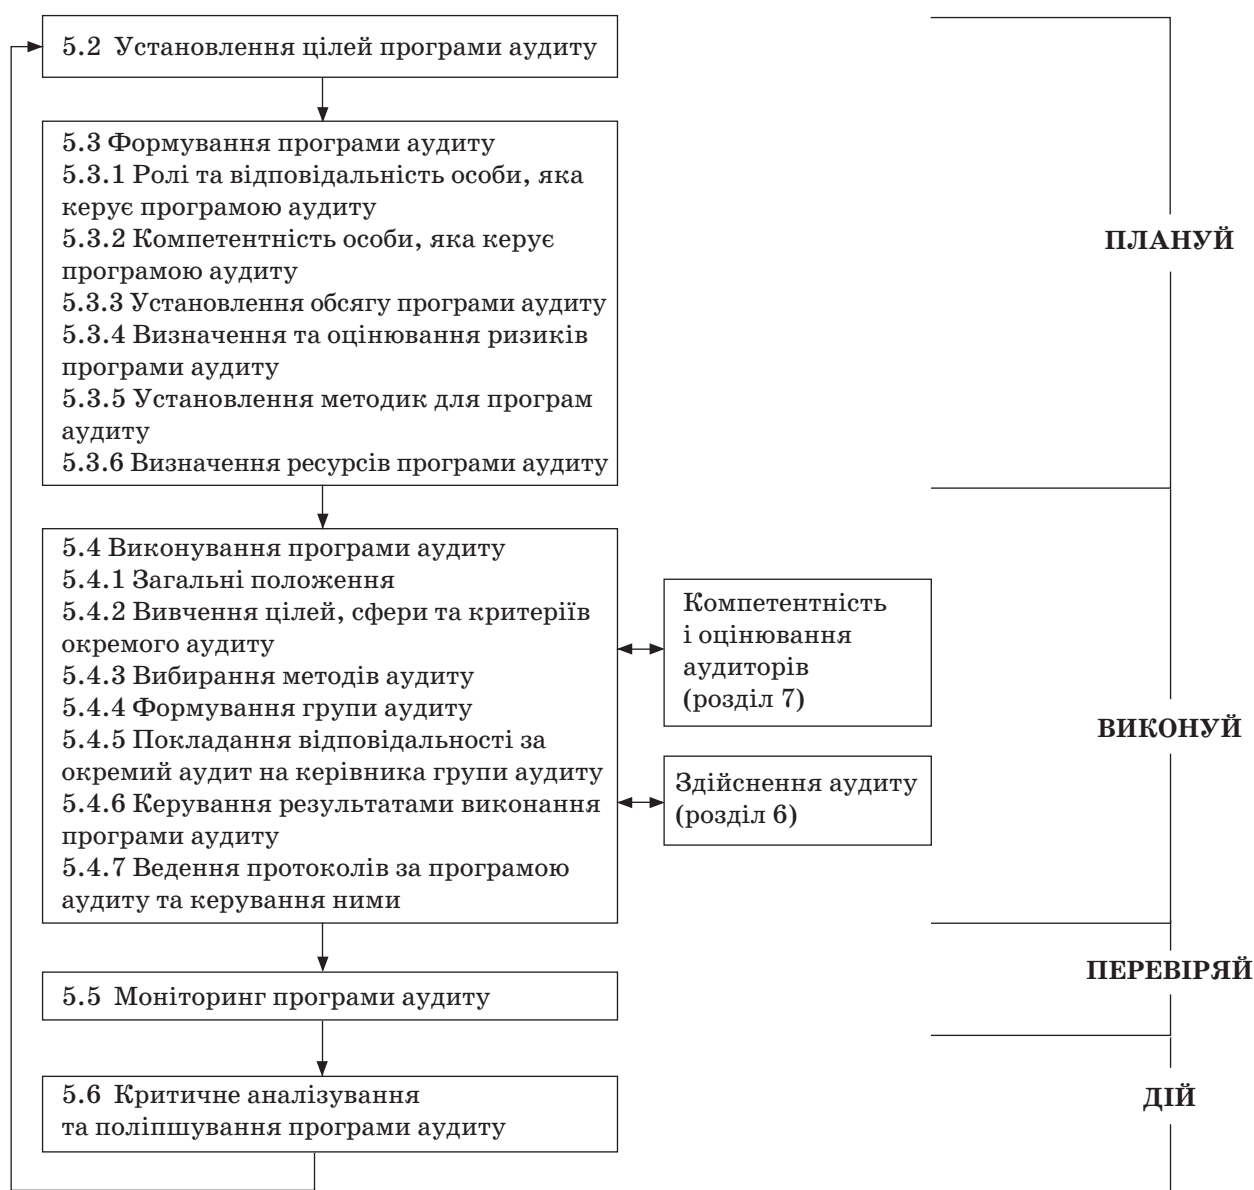 5.2 Установлення цілей програми аудиту
5.3 Формування програми аудиту
5.3.1 Ролі та відповідальність особи, яка
керує програмою аудиту
5.3.2 Компетентність особи, яка керує
програмою аудиту
5.3.3 Установлення обсягу програми аудиту
5.3.4 Визначення та оцінювання ризиків
програми аудиту
5.3.5 Установлення методик для програм
аудиту
5.3.6 Визначення ресурсів програми аудиту
ПЛАНУЙ
5.4 Виконування програми аудиту
5.4.1 Загальні положення
5.4.2 Вивчення цілей, сфери та критеріїв
окремого аудиту
5.4.3 Вибирання методів аудиту
5.4.4 Формування групи аудиту
5.4.5 Покладання відповідальності за
окремий аудит на керівника групи аудиту
5.4.6 Керування результатами виконання
програми аудиту
5.4.7 Ведення протоколів за програмою
аудиту та керування ними
Компетентність
і оцінювання
аудиторів
(розділ 7)
Здійснення аудиту
(розділ 6)
ВИКОНУЙ
5.5 Моніторинг програми аудиту
ПЕРЕВІРЯЙ
5.6 Критичне аналізування
та поліпшування програми аудиту
ДІЙ